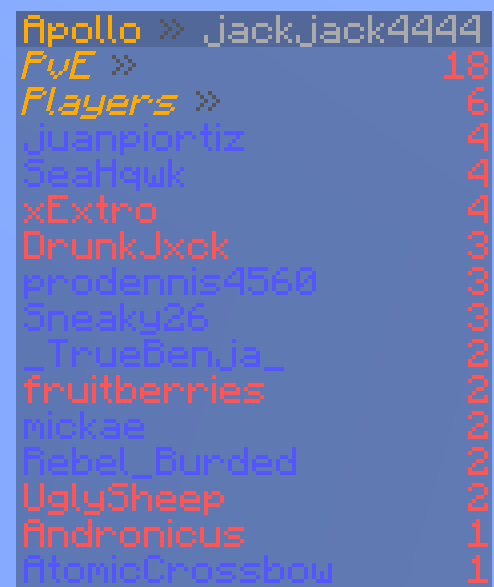 Apollo » jackjack4444
PvE » 18
Players » 6
juanpiortiz 4
SeaHqwk 4
xExtro 4
DrunkJxck 3
prodennis4560 3
Sneaky26 3
_TrueBenja_ 2
fruitberries 2
mickae 2
Rebel_Burded 2
UglySheep 2
Andronicus 1
AtomicCrossbow 1